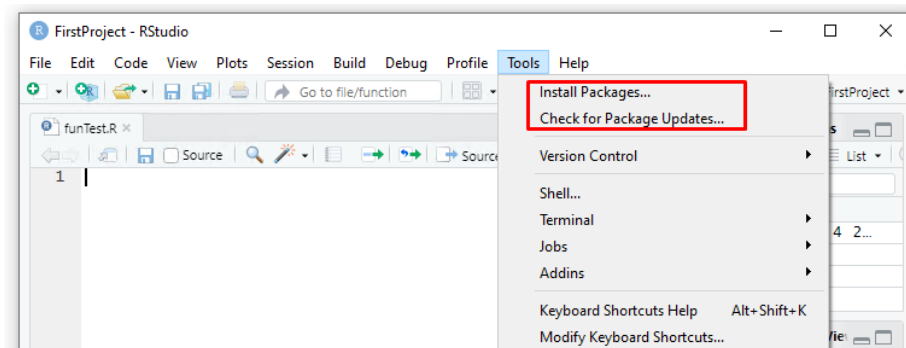 R FirstProject - RStudio
File Edit Code View Plots Session Build Debug Profile Tools Help
Go to file/function
Install Packages...
Check for Package Updates...
Version Control
Shell...
Terminal
Jobs
Addins
Keyboard Shortcuts Help Alt+Shift+K
Modify Keyboard Shortcuts...
funTest.R
Source
1
List
4 2...